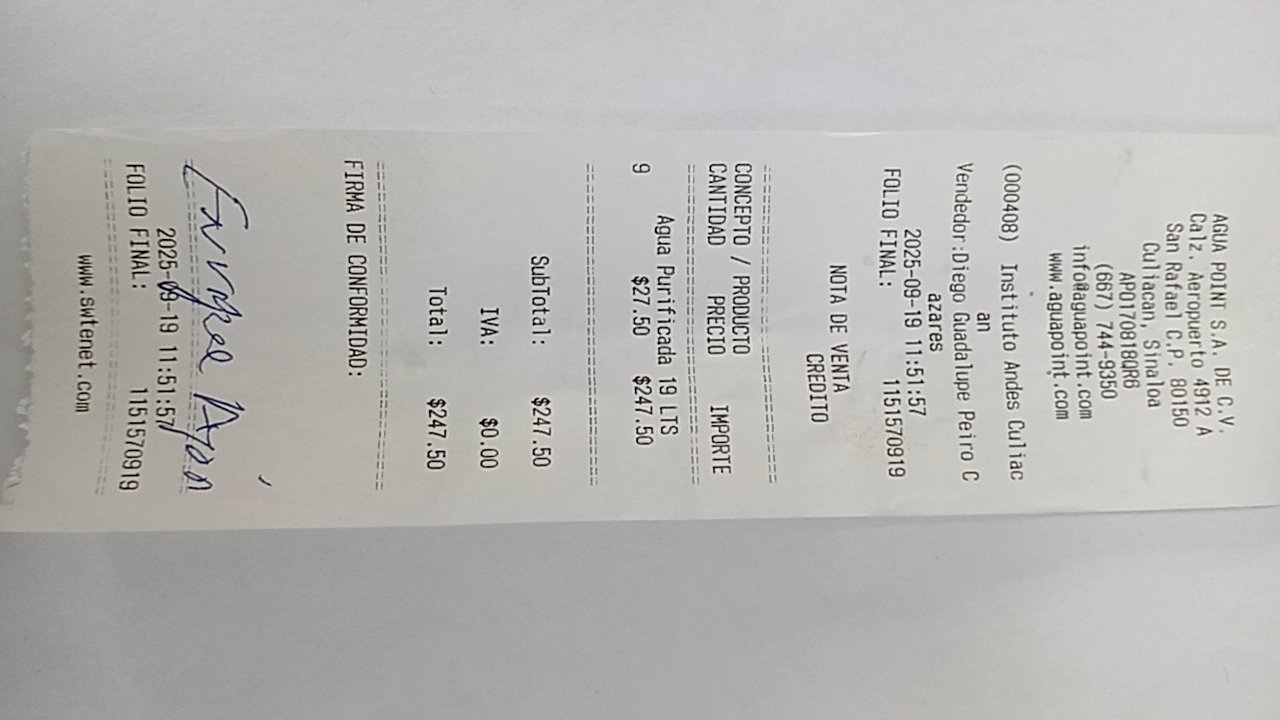 AGUA POINT S.A. DE C.V.
Calz. Aeropuerto 4912 A
San Rafael C.P. 80150
Culiacan, Sinaloa
APO170818QR6
(667) 744-9350
info@aguapoint.com
www.aguapoint.com
(000408) Instituto Andes Culiac
an
Vendedor:Diego Guadalupe Peiro C
azares
2025-09-19 11:51:57
FOLIO FINAL: 1151570919
NOTA DE VENTA
CREDITO
CONCEPTO / PRODUCTO
CANTIDAD PRECIO IMPORTE
Agua Purificada 19 LTS
9 $27.50 $247.50
SubTotal: $247.50
IVA: $0.00
Total: $247.50
FIRMA DE CONFORMIDAD:
2025-09-19 11:51:57
FOLIO FINAL: 1151570919
www.swtenet.com